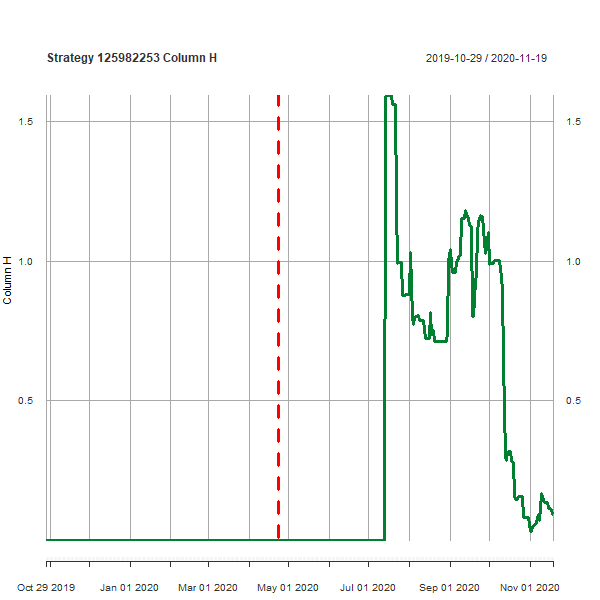 Strategy 125982253 Column H
2019-10-29 / 2020-11-19
1.5 1.5
1.0 1.0
0.5 0.5
Column H
Oct 29 2019 Jan 01 2020 Mar 01 2020 May 01 2020 Jul 01 2020 Sep 01 2020 Nov 01 2020